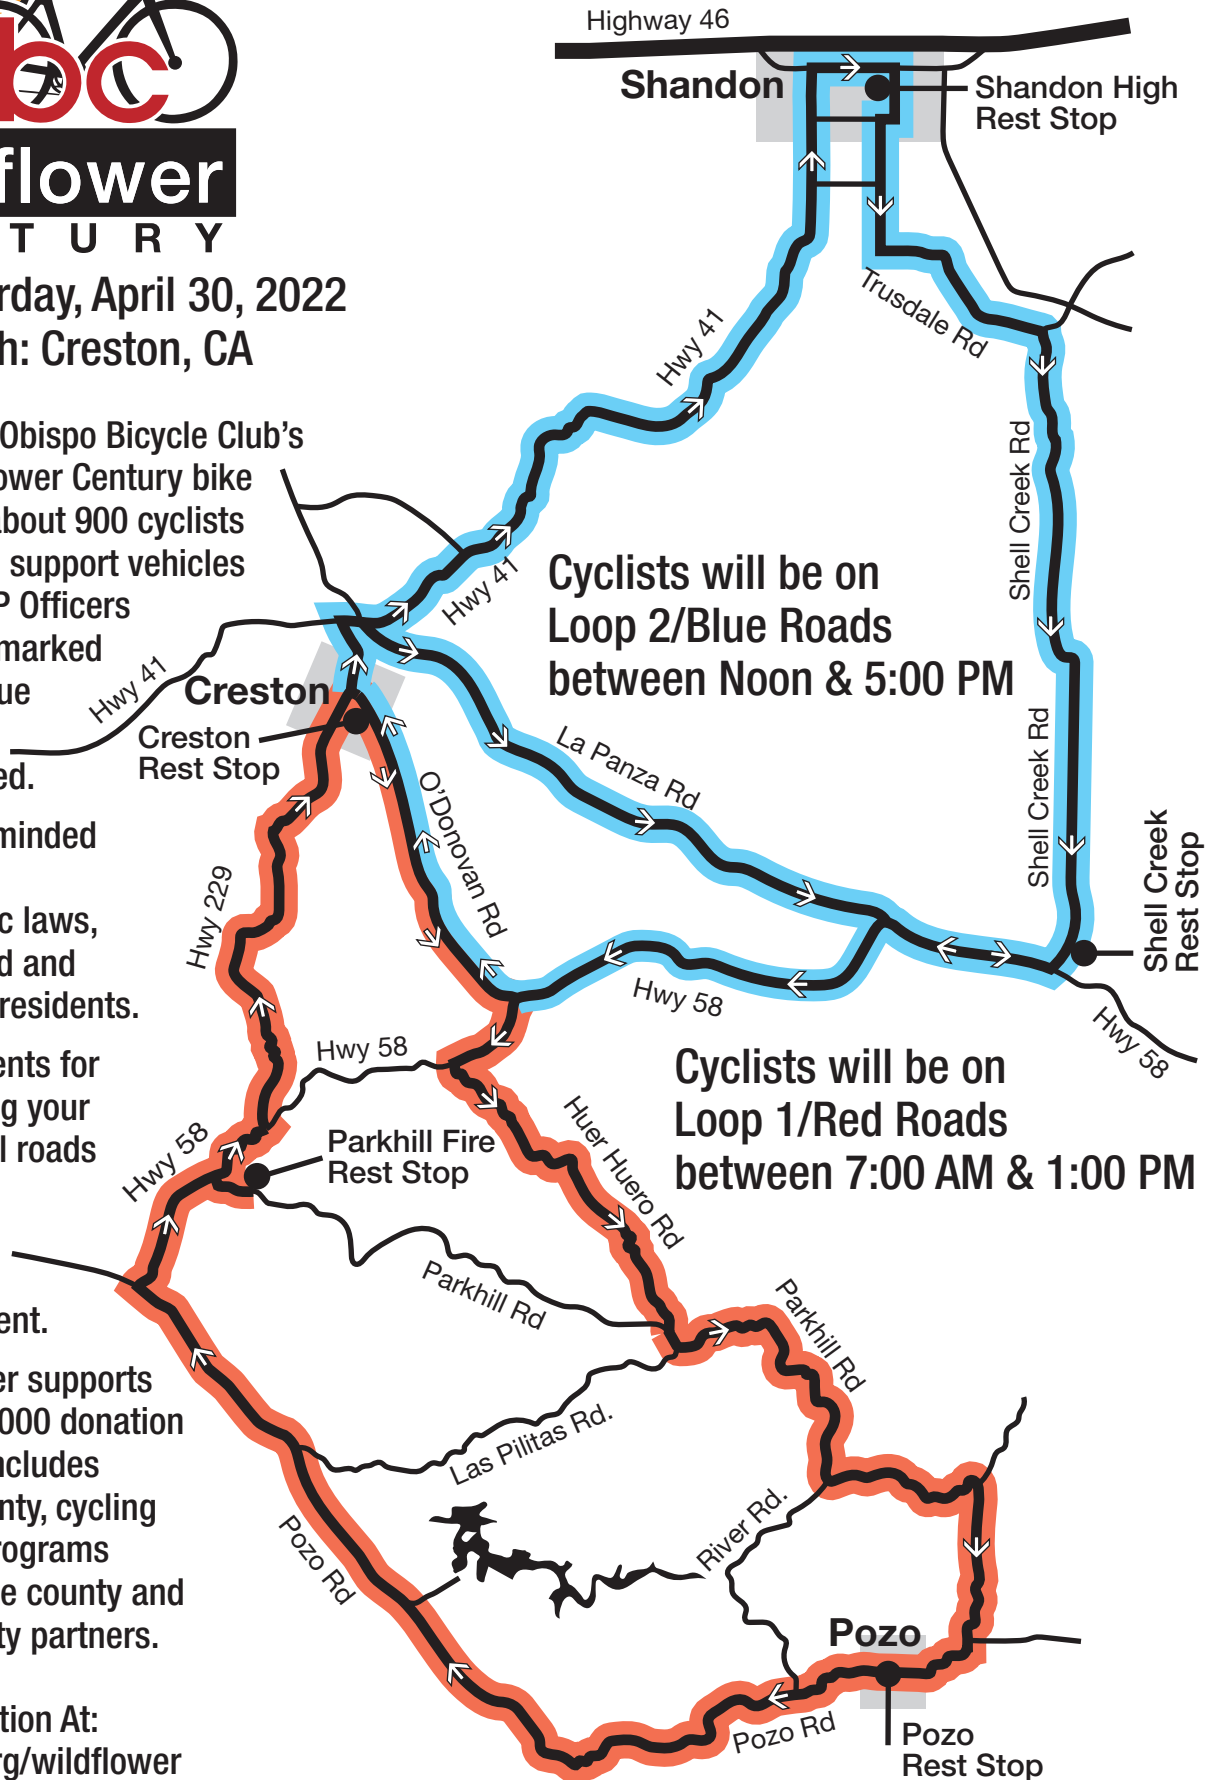 bc
flower
T U R Y
rday, April 30, 2022
h: Creston, CA
Obispo Bicycle Club’s
ower Century bike
about 900 cyclists
support vehicles
P Officers
marked
ue
ed.
minded
c laws,
d and
residents.
ents for
g your
l roads
ent.
er supports
,000 donation
ncludes
nty, cycling
rograms
e county and
ty partners.
tion At:
rg/wildflower
Highway 46
Shandon
Shandon High
Rest Stop
Trusdale Rd
Hwy 41
Shell Creek Rd
Hwy 41
Cyclists will be on
Loop 2/Blue Roads
between Noon & 5:00 PM
Hwy 41
Creston
Creston
Rest Stop
La Panza Rd
O’Donovan Rd
Shell Creek Rd
Shell Creek
Rest Stop
Hwy 229
Hwy 58
Hwy 58
Hwy 58
Cyclists will be on
Loop 1/Red Roads
between 7:00 AM & 1:00 PM
Hwy 58
Parkhill Fire
Rest Stop
Huer Huero Rd
Parkhill Rd
Parkhill Rd
Las Pilitas Rd.
River Rd.
Pozo Rd
Pozo
Pozo Rd
Pozo
Rest Stop